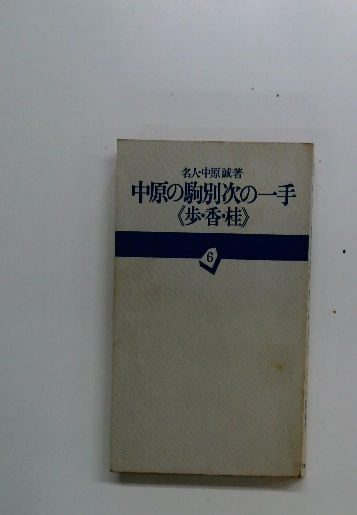 名人・中原誠著
中原の駒別次の一手
《歩・香・桂》
6